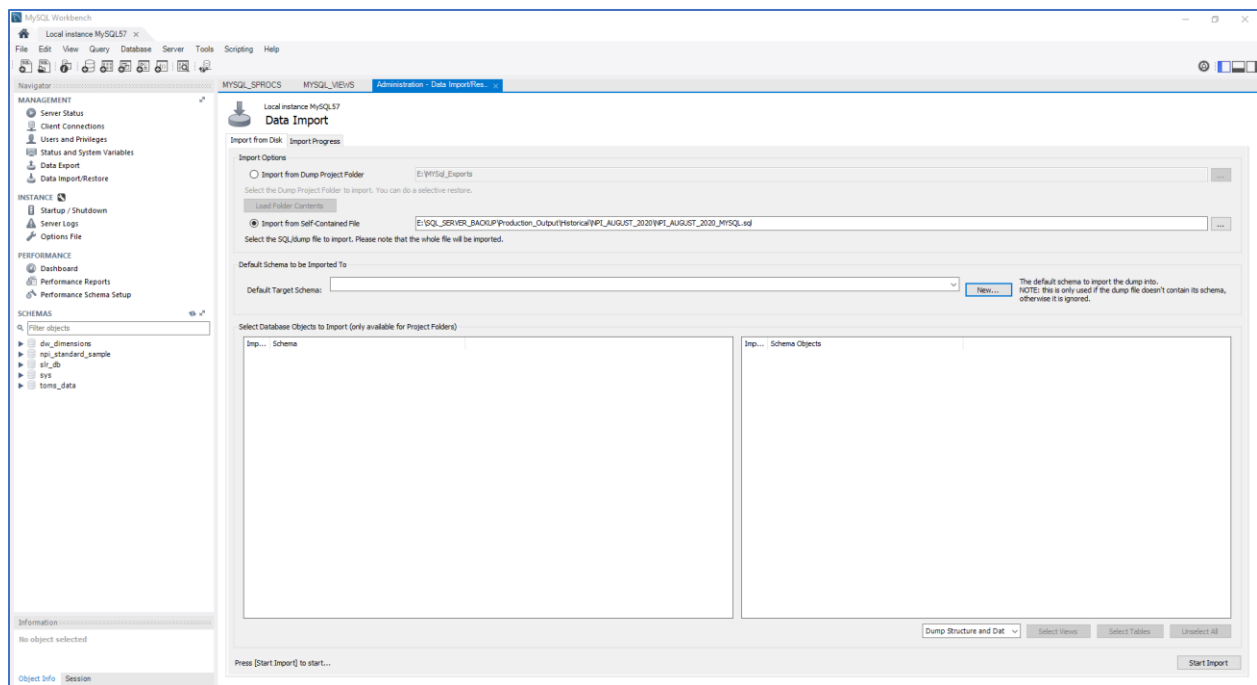 MySQL Workbench
Local instance MySQL57 ×
File Edit View Query Database Server Tools Scripting Help
Navigator
MANAGEMENT
Server Status
Client Connections
Users and Privileges
Status and System Variables
Data Export
Data Import/Restore
INSTANCE
Startup / Shutdown
Server Logs
Options File
PERFORMANCE
Dashboard
Performance Reports
Performance Schema Setup
SCHEMAS
Filter objects
dw_dimensions
npi_standard_sample
slr_db
sys
toms_data
Information
No object selected
Object Info Session
MYSQL_SPROCS MYSQL_VIEWS Administration - Data Import/Res... ×
Local instance MySQL57
Data Import
Import from Disk Import Progress
Import Options
Import from Dump Project Folder E:\MYSql_Exports ...
Select the Dump Project Folder to import. You can do a selective restore.
Load Folder Contents
Import from Self-Contained File E:\SQL_SERVER_BACKUP\Production_Output\Historical\NPI_AUGUST_2020\NPI_AUGUST_2020_MYSQL.sql ...
Select the SQL/dump file to import. Please note that the whole file will be imported.
Default Schema to be Imported To
Default Target Schema: New...
The default schema to import the dump into.
NOTE: this is only used if the dump file doesn't contain its schema,
otherwise it is ignored.
Select Database Objects to Import (only available for Project Folders)
Imp... Schema Imp... Schema Objects
Dump Structure and Dat Select Views Select Tables Unselect All
Press [Start Import] to start... Start Import